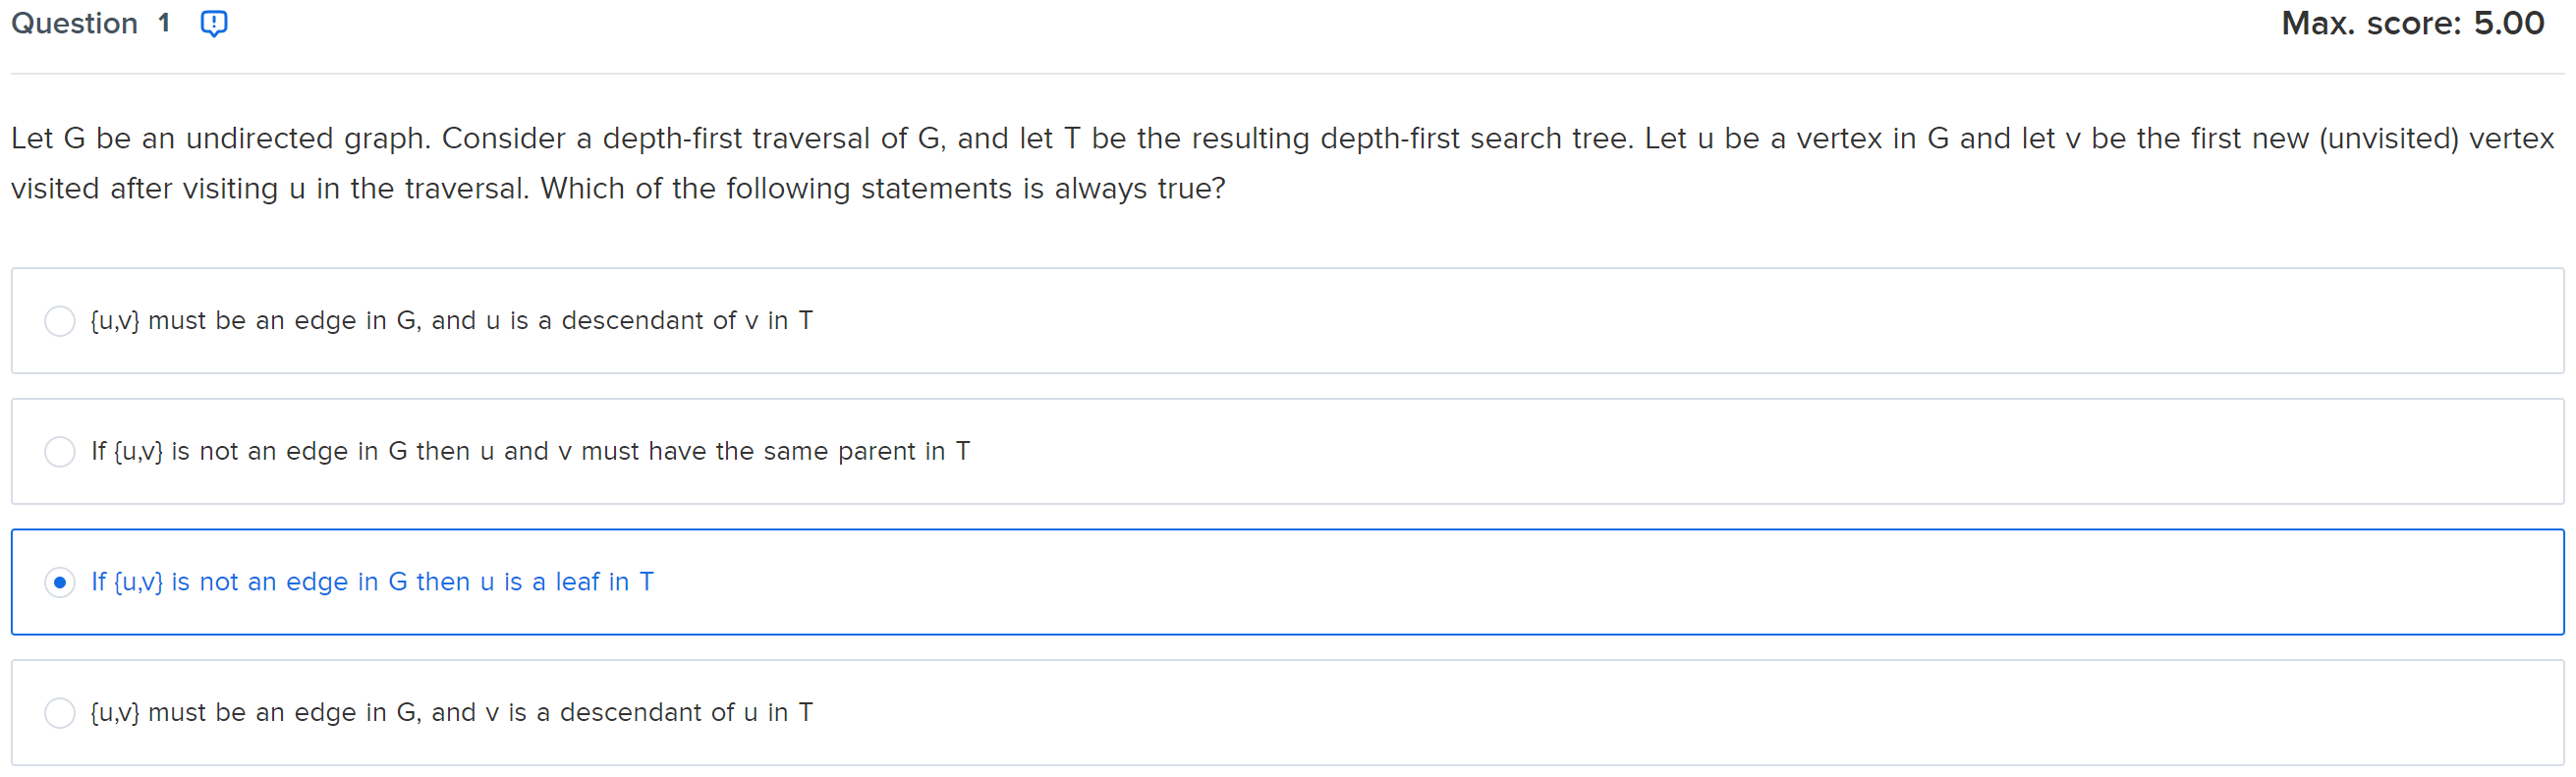 Question 1
Max. score: 5.00
Let G be an undirected graph. Consider a depth-first traversal of G, and let T be the resulting depth-first search tree. Let u be a vertex in G and let v be the first new (unvisited) vertex
visited after visiting u in the traversal. Which of the following statements is always true?
{u,v} must be an edge in G, and u is a descendant of v in T
If {u,v} is not an edge in G then u and v must have the same parent in T
If {u,v} is not an edge in G then u is a leaf in T
{u,v} must be an edge in G, and v is a descendant of u in T